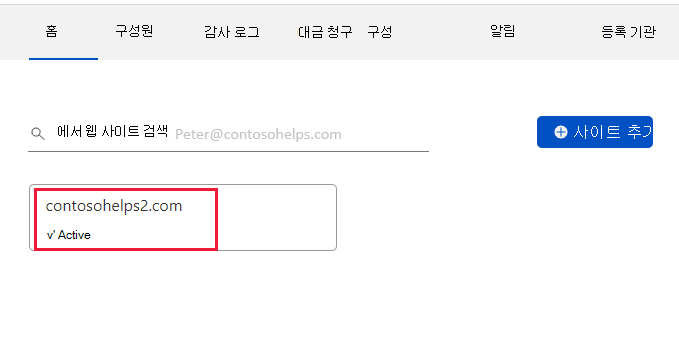 홈 구성원 감사 로그 대금 청구 구성 알림 등록 기관
에서 웹 사이트 검색 Peter@contosohelps.com
사이트 추가
contosohelps2.com
v' Active